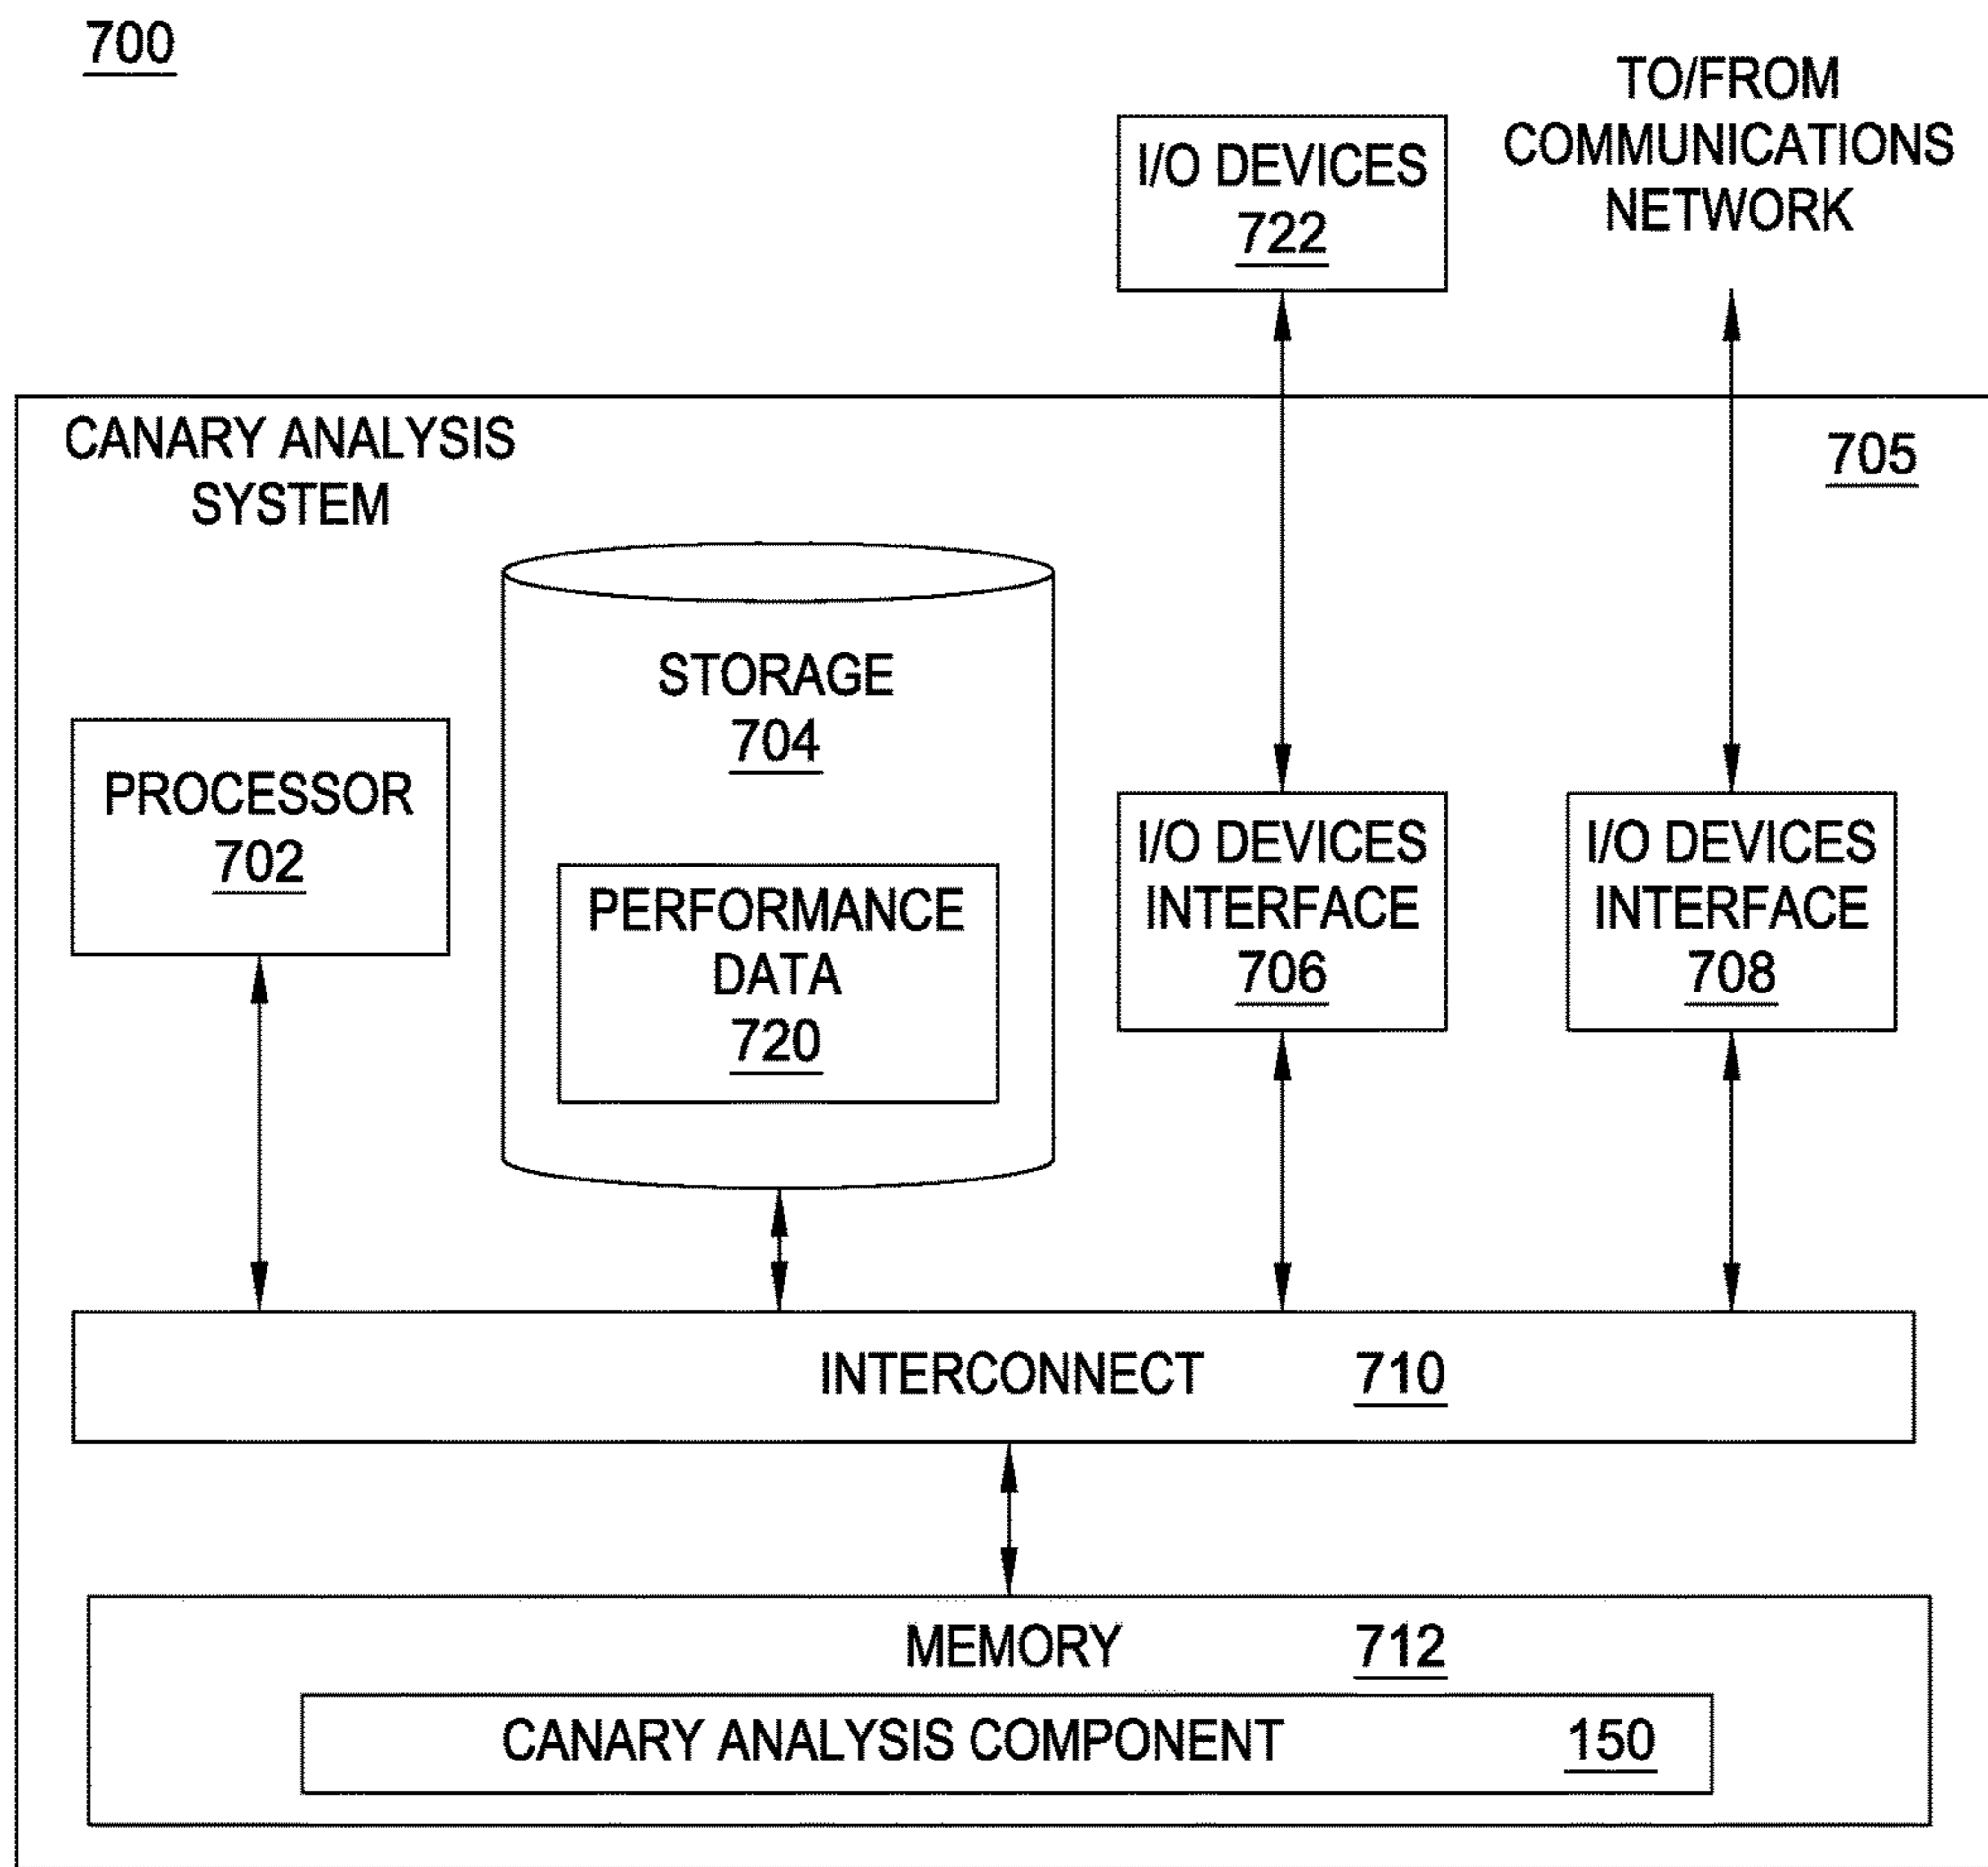 700
TO/FROM
COMMUNICATIONS
NETWORK
I/O DEVICES
722
CANARY ANALYSIS
SYSTEM
705
STORAGE
704
PROCESSOR
702
PERFORMANCE
DATA
720
I/O DEVICES
INTERFACE
706
I/O DEVICES
INTERFACE
708
INTERCONNECT 710
MEMORY 712
CANARY ANALYSIS COMPONENT 150